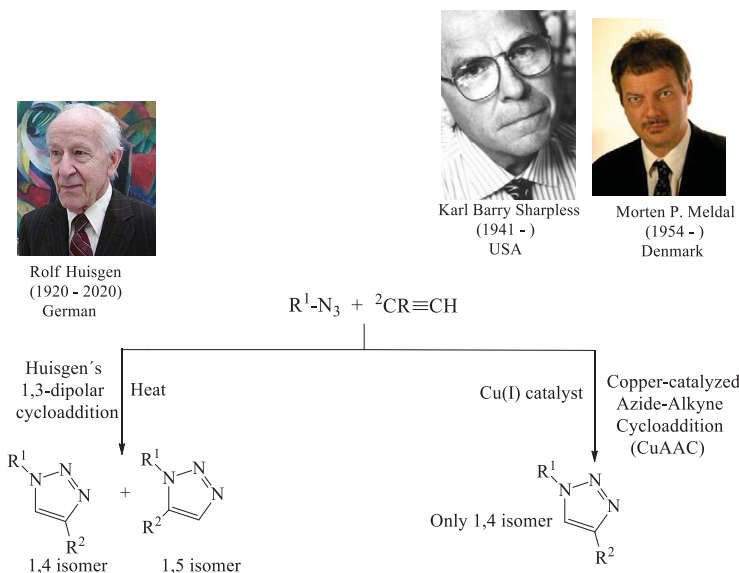 Karl Barry Sharpless
(1941 - )
USA
Morten P. Meldal
(1954 - )
Denmark
Rolf Huisgen
(1920 - 2020)
German
R¹-N₃ + ²CR≡CH
Huisgen´s
1,3-dipolar
cycloaddition
Heat
Cu(I) catalyst
Copper-catalyzed
Azide-Alkyne
Cycloaddition
(CuAAC)
R¹
N
N
N
R²
1,4 isomer
+
R¹
N
N
N
R²
1,5 isomer
Only 1,4 isomer
R¹
N
N
N
R²